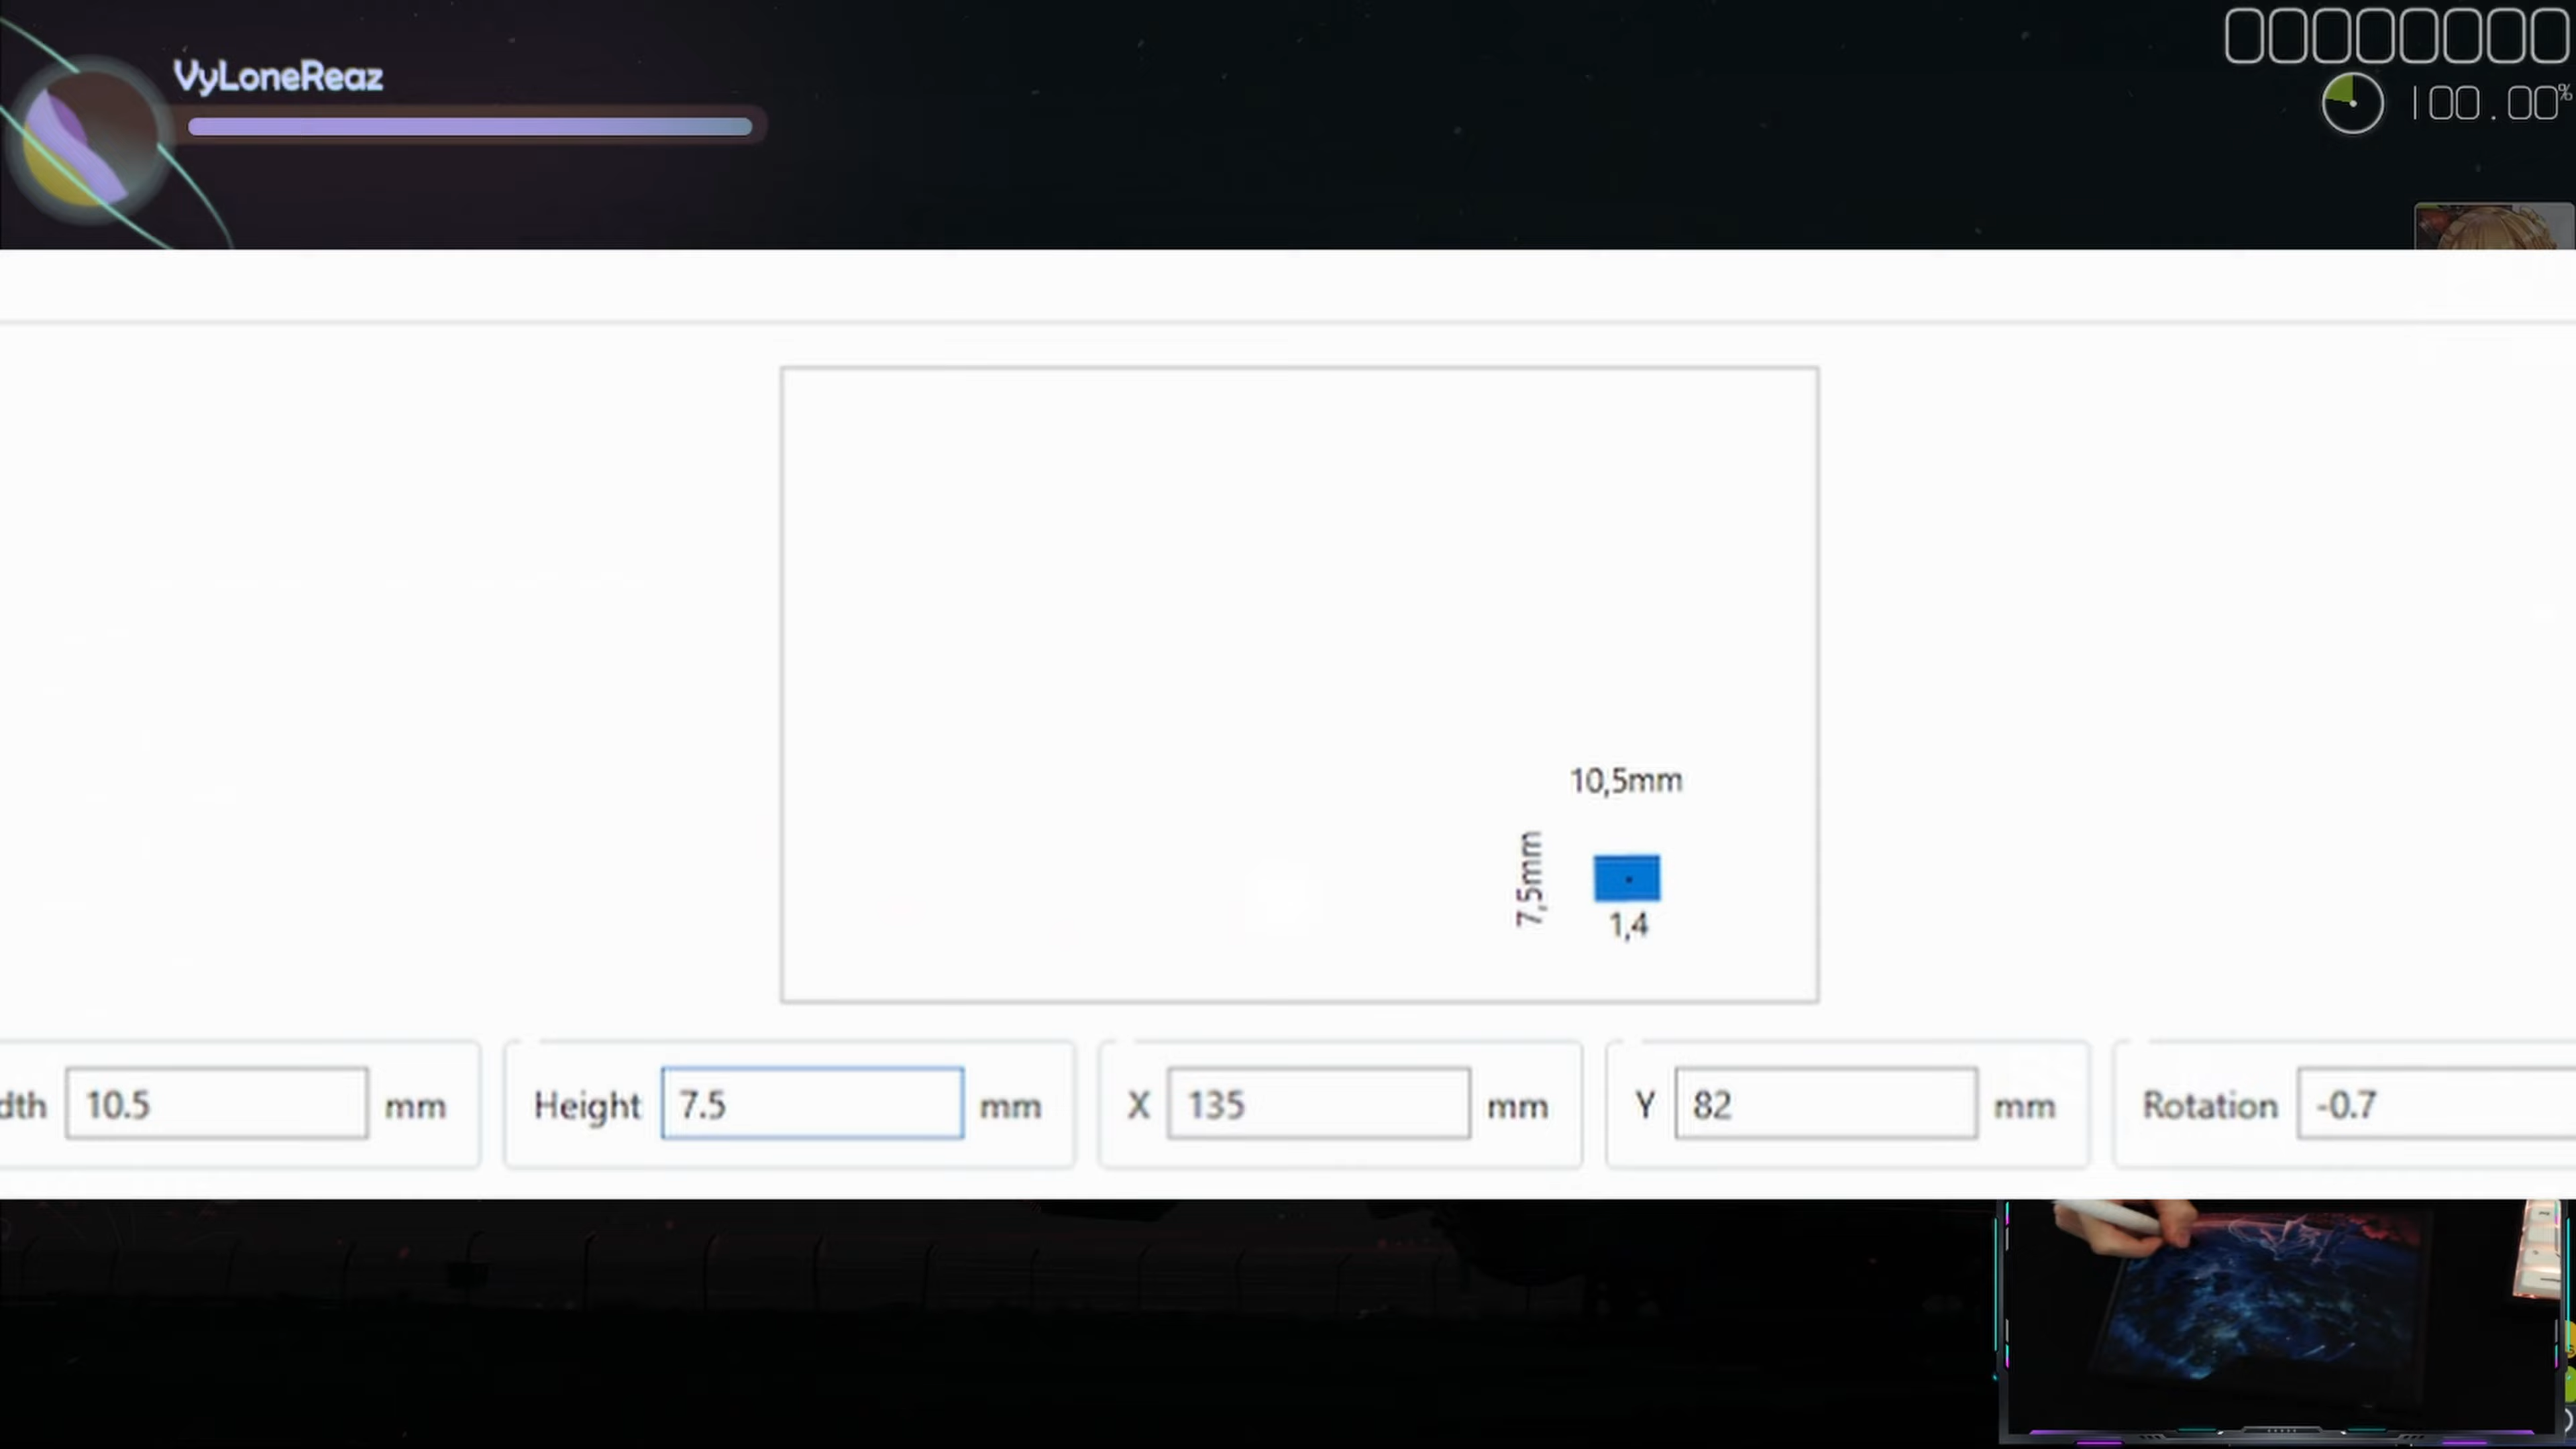 VyLoneReaz
00000000
100.00%
10,5mm
7,5mm
1,4
dth 10.5 mm Height 7.5 mm X 135 mm Y 82 mm Rotation -0.7